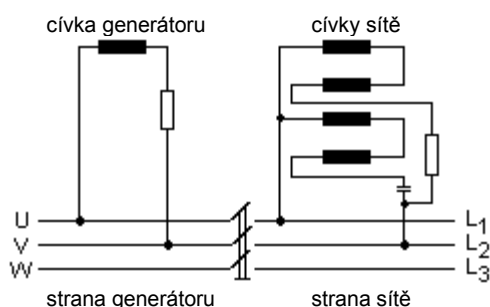 cívka generátoru
cívky sítě
U
V
W
L1
L2
L3
strana generátoru
strana sítě